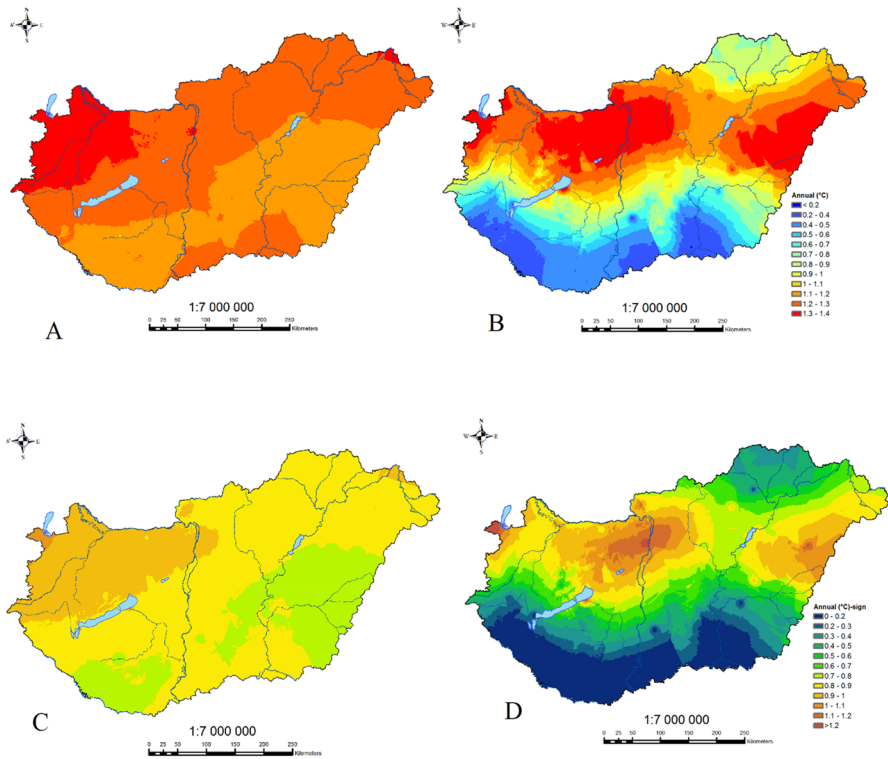 N
W E
S
N
W E
S
Annual (°C)
< 0.2
0.2 - 0.4
0.4 - 0.5
0.5 - 0.6
0.6 - 0.7
0.7 - 0.8
0.8 - 0.9
0.9 - 1
1 - 1.1
1.1 - 1.2
1.2 - 1.3
1.3 - 1.4
1:7 000 000
0 25 50 100 150 200 250
Kilometers
A
1:7 000 000
0 25 50 100 150 200 250
Kilometers
B
N
W E
S
N
W E
S
Annual (°C)-sign
0 - 0.2
0.2 - 0.3
0.3 - 0.4
0.4 - 0.5
0.5 - 0.6
0.6 - 0.7
0.7 - 0.8
0.8 - 0.9
0.9 - 1
1 - 1.1
1.1 - 1.2
>1.2
C
1:7 000 000
0 25 50 100 150 200 250
Kilometers
D
1:7 000 000
0 25 50 100 150 200 250
Kilometers